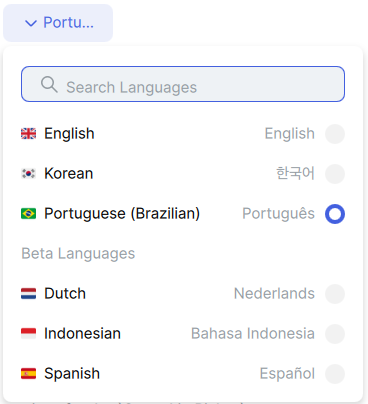 Portu...
Search Languages
English English
Korean 한국어
Portuguese (Brazilian) Português
Beta Languages
Dutch Nederlands
Indonesian Bahasa Indonesia
Spanish Español